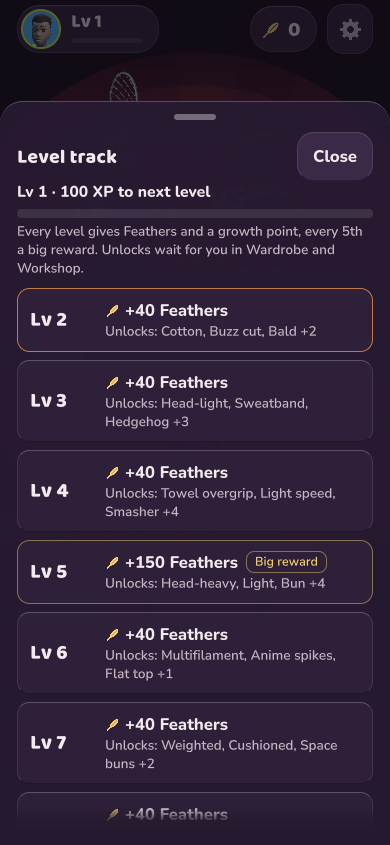 Lv 1
0
Level track
Close
Lv 1 · 100 XP to next level
Every level gives Feathers and a growth point, every 5th
a big reward. Unlocks wait for you in Wardrobe and
Workshop.
Lv 2
+40 Feathers
Unlocks: Cotton, Buzz cut, Bald +2
Lv 3
+40 Feathers
Unlocks: Head-light, Sweatband,
Hedgehog +3
Lv 4
+40 Feathers
Unlocks: Towel overgrip, Light speed,
Smasher +4
Lv 5
+150 Feathers
Big reward
Unlocks: Head-heavy, Light, Bun +4
Lv 6
+40 Feathers
Unlocks: Multifilament, Anime spikes,
Flat top +1
Lv 7
+40 Feathers
Unlocks: Weighted, Cushioned, Space
buns +2
+40 Feathers